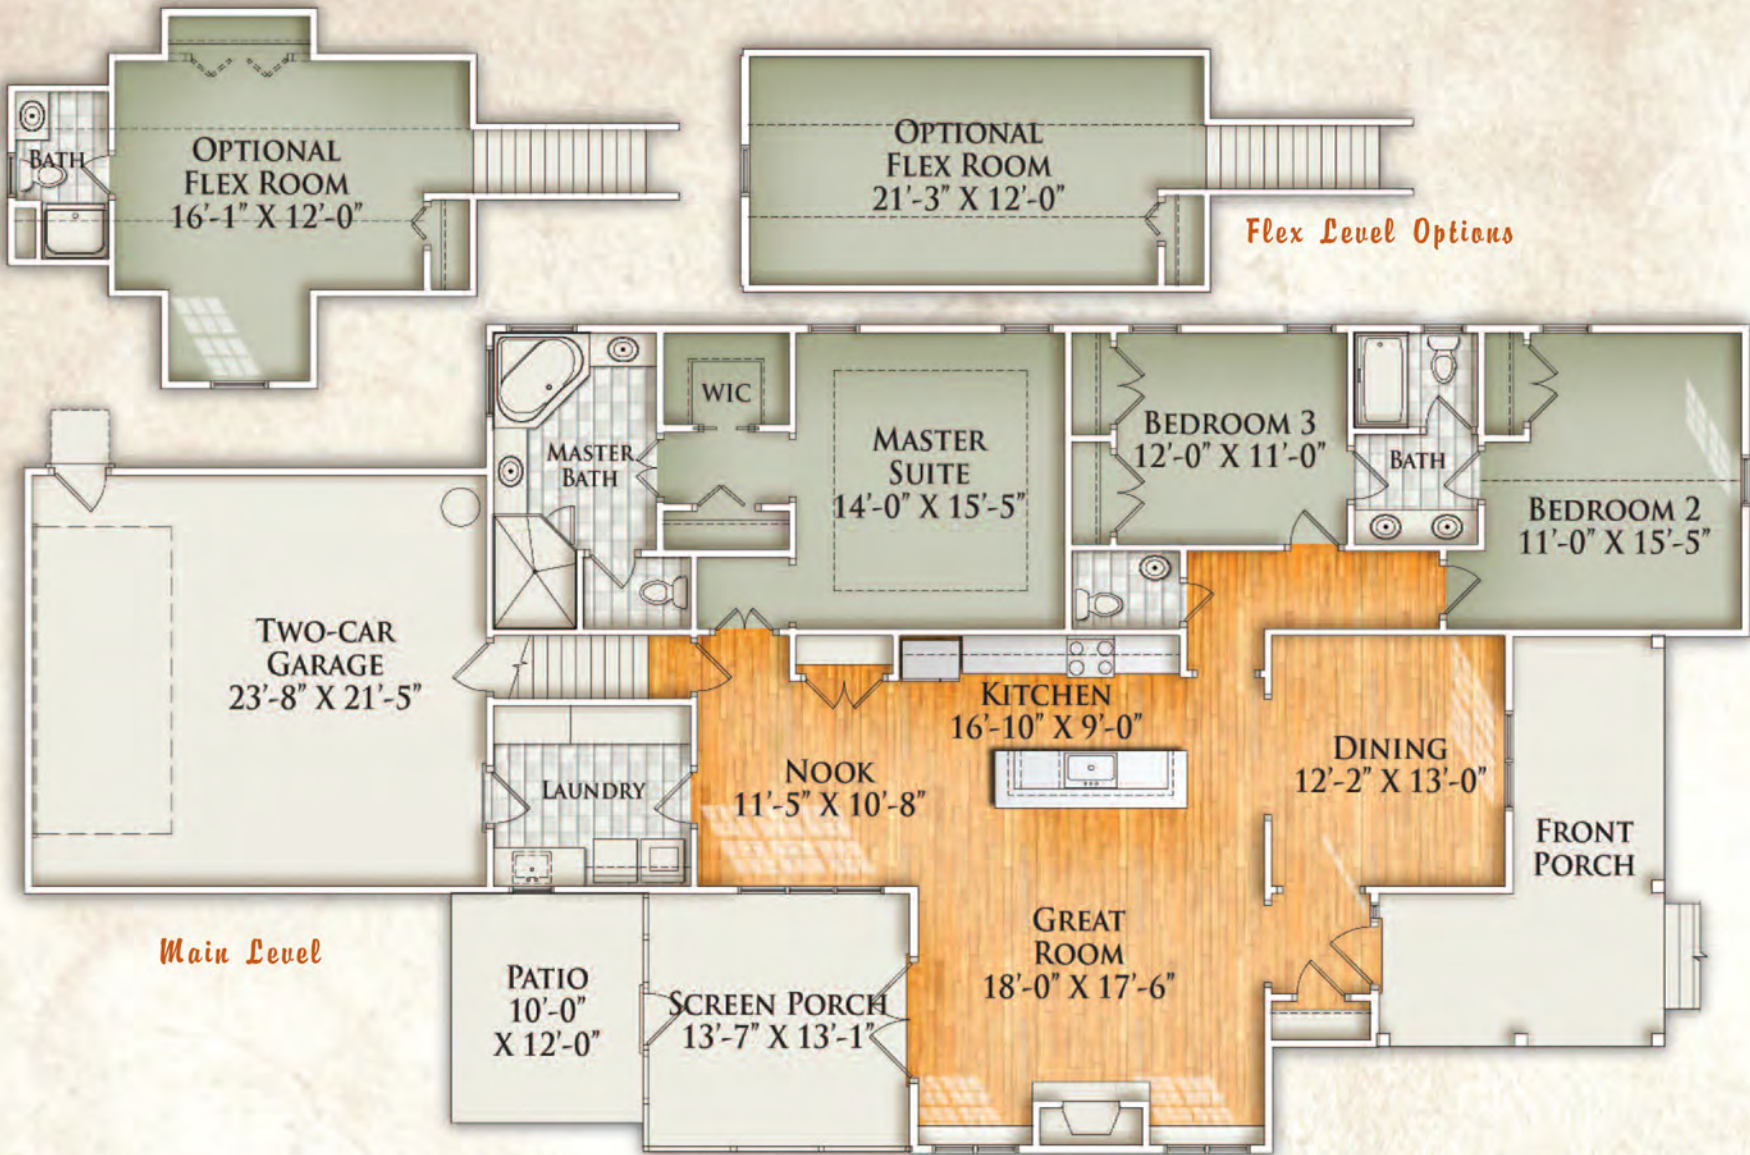 BATH
OPTIONAL
FLEX ROOM
16'-1" X 12'-0"
OPTIONAL
FLEX ROOM
21'-3" X 12'-0"
Flex Level Options
WIC
MASTER
BATH
MASTER
SUITE
14'-0" X 15'-5"
BEDROOM 3
12'-0" X 11'-0"
BATH
BEDROOM 2
11'-0" X 15'-5"
TWO-CAR
GARAGE
23'-8" X 21'-5"
KITCHEN
16'-10" X 9'-0"
NOOK
11'-5" X 10'-8"
LAUNDRY
DINING
12'-2" X 13'-0"
FRONT
PORCH
GREAT
ROOM
18'-0" X 17'-6"
Main Level
PATIO
10'-0"
X 12'-0"
SCREEN PORCH
13'-7" X 13'-1"